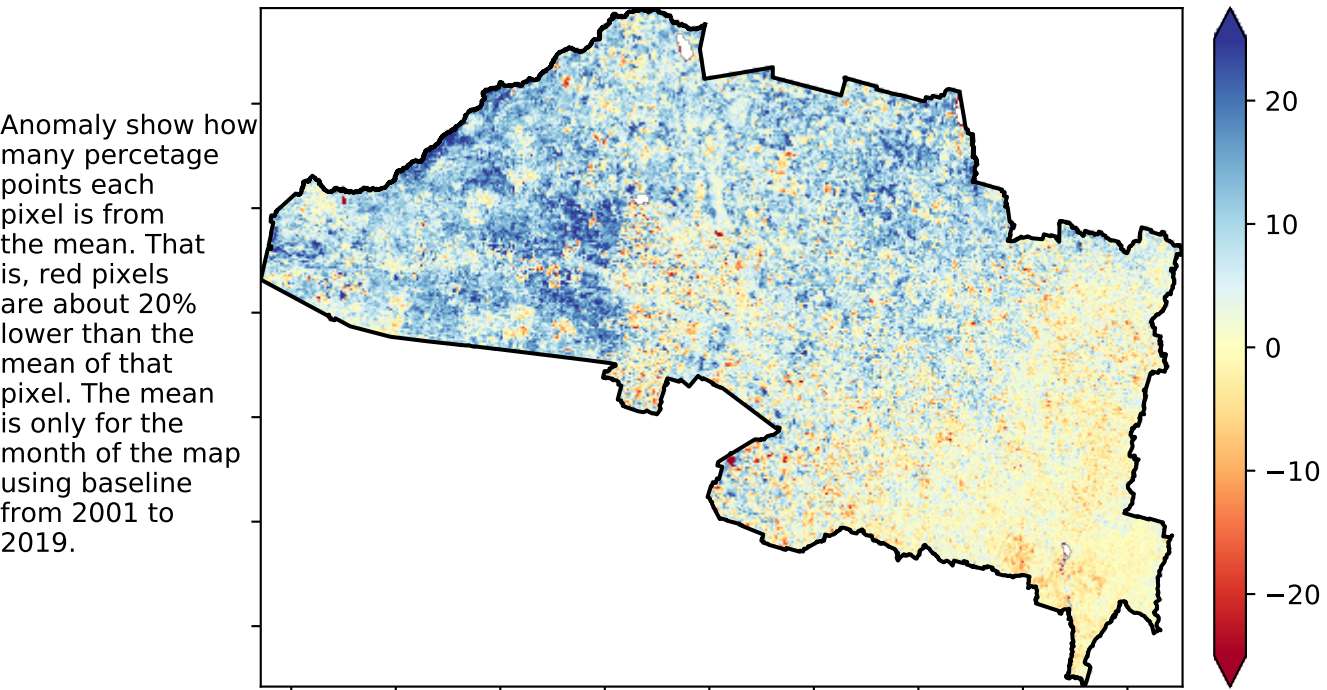 Anomaly show how
many percetage
points each
pixel is from
the mean. That
is, red pixels
are about 20%
lower than the
mean of that
pixel. The mean
is only for the
month of the map
using baseline
from 2001 to
2019.
20
10
0
−10
−20